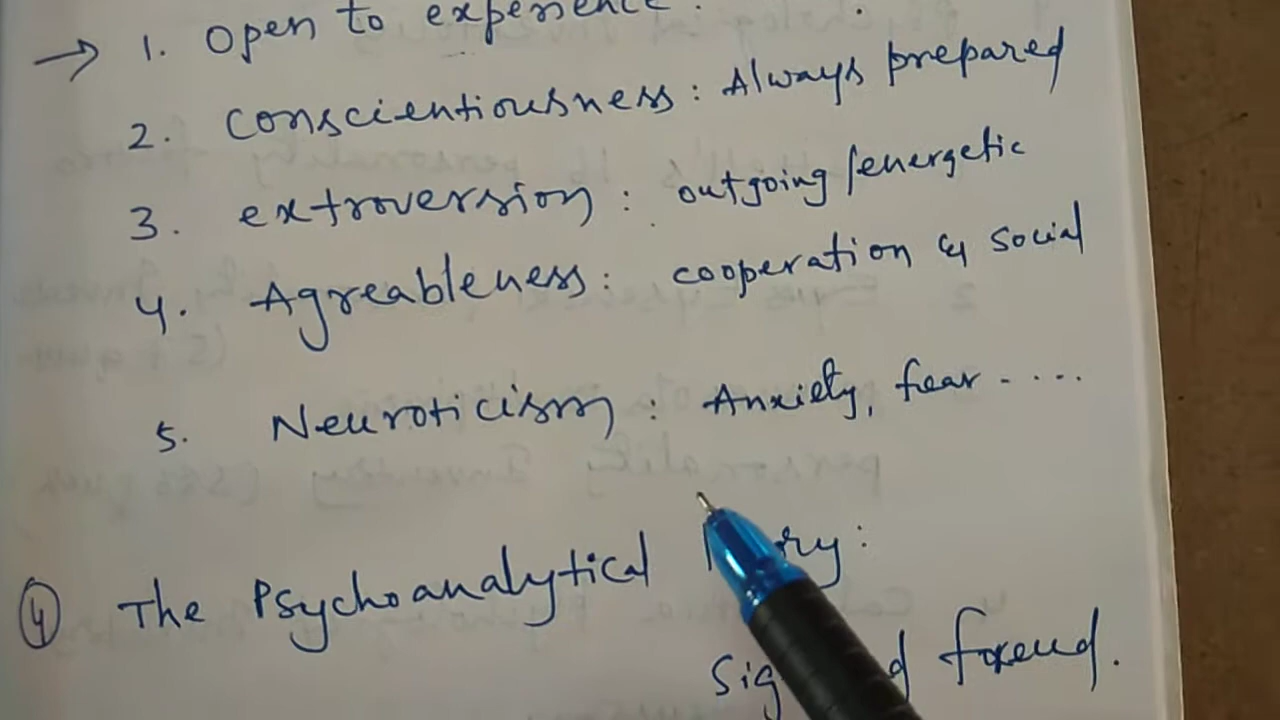 → 1. Open to experience.
2. Conscientiousness : Always prepared
3. extroversion : outgoing/energetic
4. Agreableness : cooperation & social
5. Neuroticism : Anxiety, fear - ....
④ The Psychoanalytical :